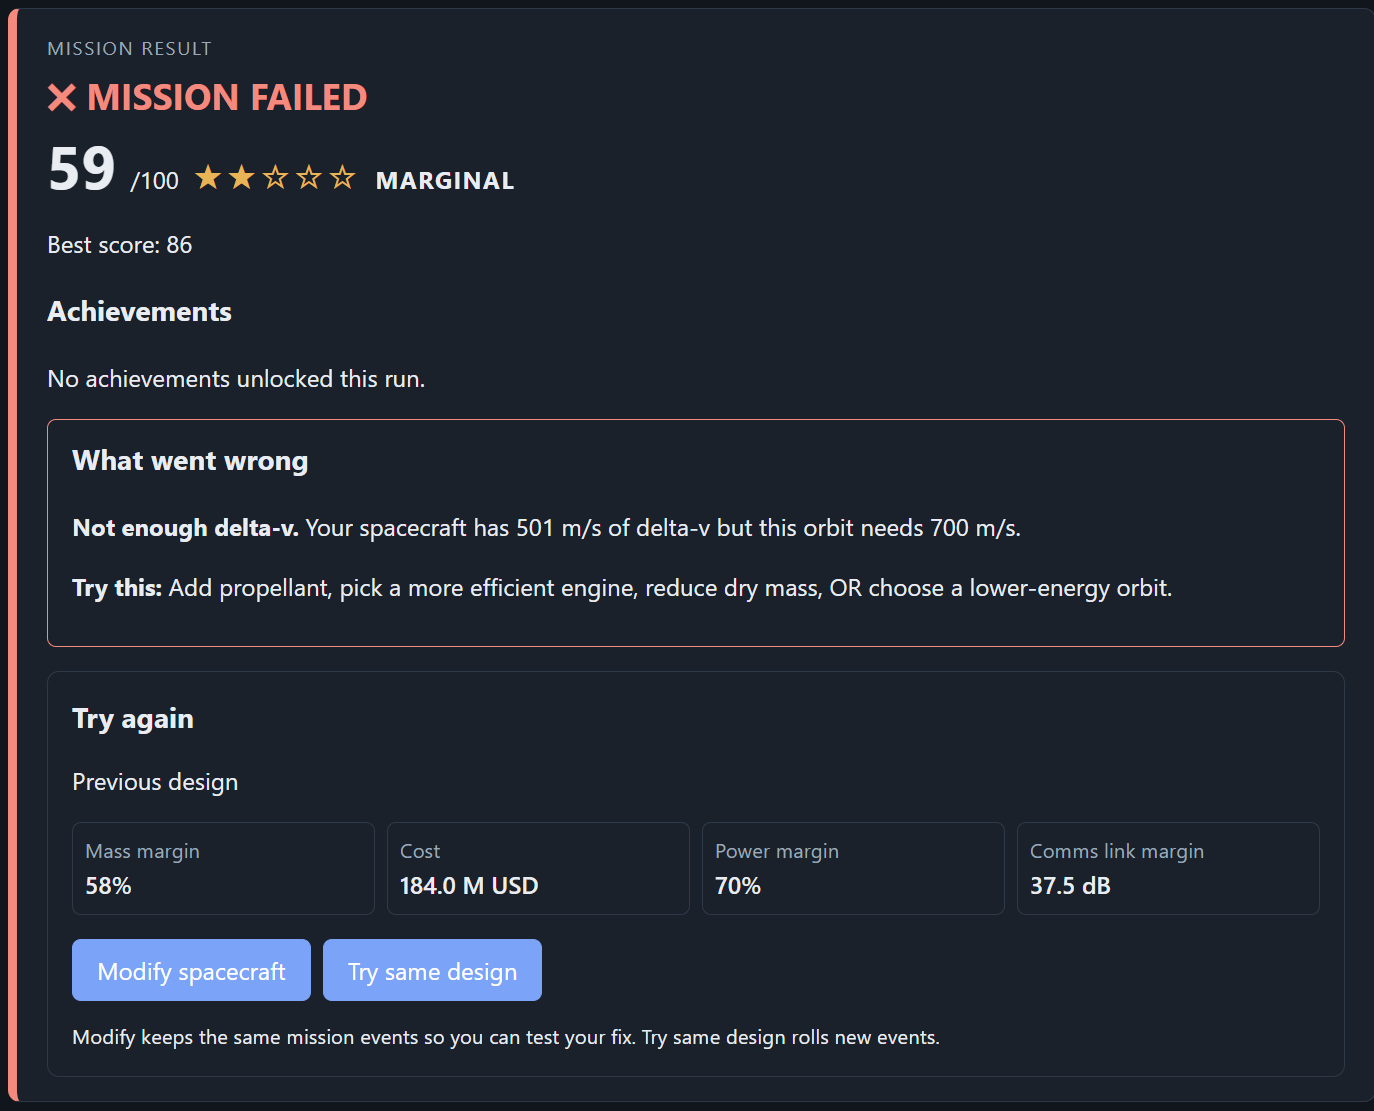 MISSION RESULT
❌ MISSION FAILED
59 /100 ★★☆☆☆ MARGINAL
Best score: 86
Achievements
No achievements unlocked this run.
What went wrong
Not enough delta-v. Your spacecraft has 501 m/s of delta-v but this orbit needs 700 m/s.
Try this: Add propellant, pick a more efficient engine, reduce dry mass, OR choose a lower-energy orbit.
Try again
Previous design
Mass margin
58%
Cost
184.0 M USD
Power margin
70%
Comms link margin
37.5 dB
Modify spacecraft
Try same design
Modify keeps the same mission events so you can test your fix. Try same design rolls new events.